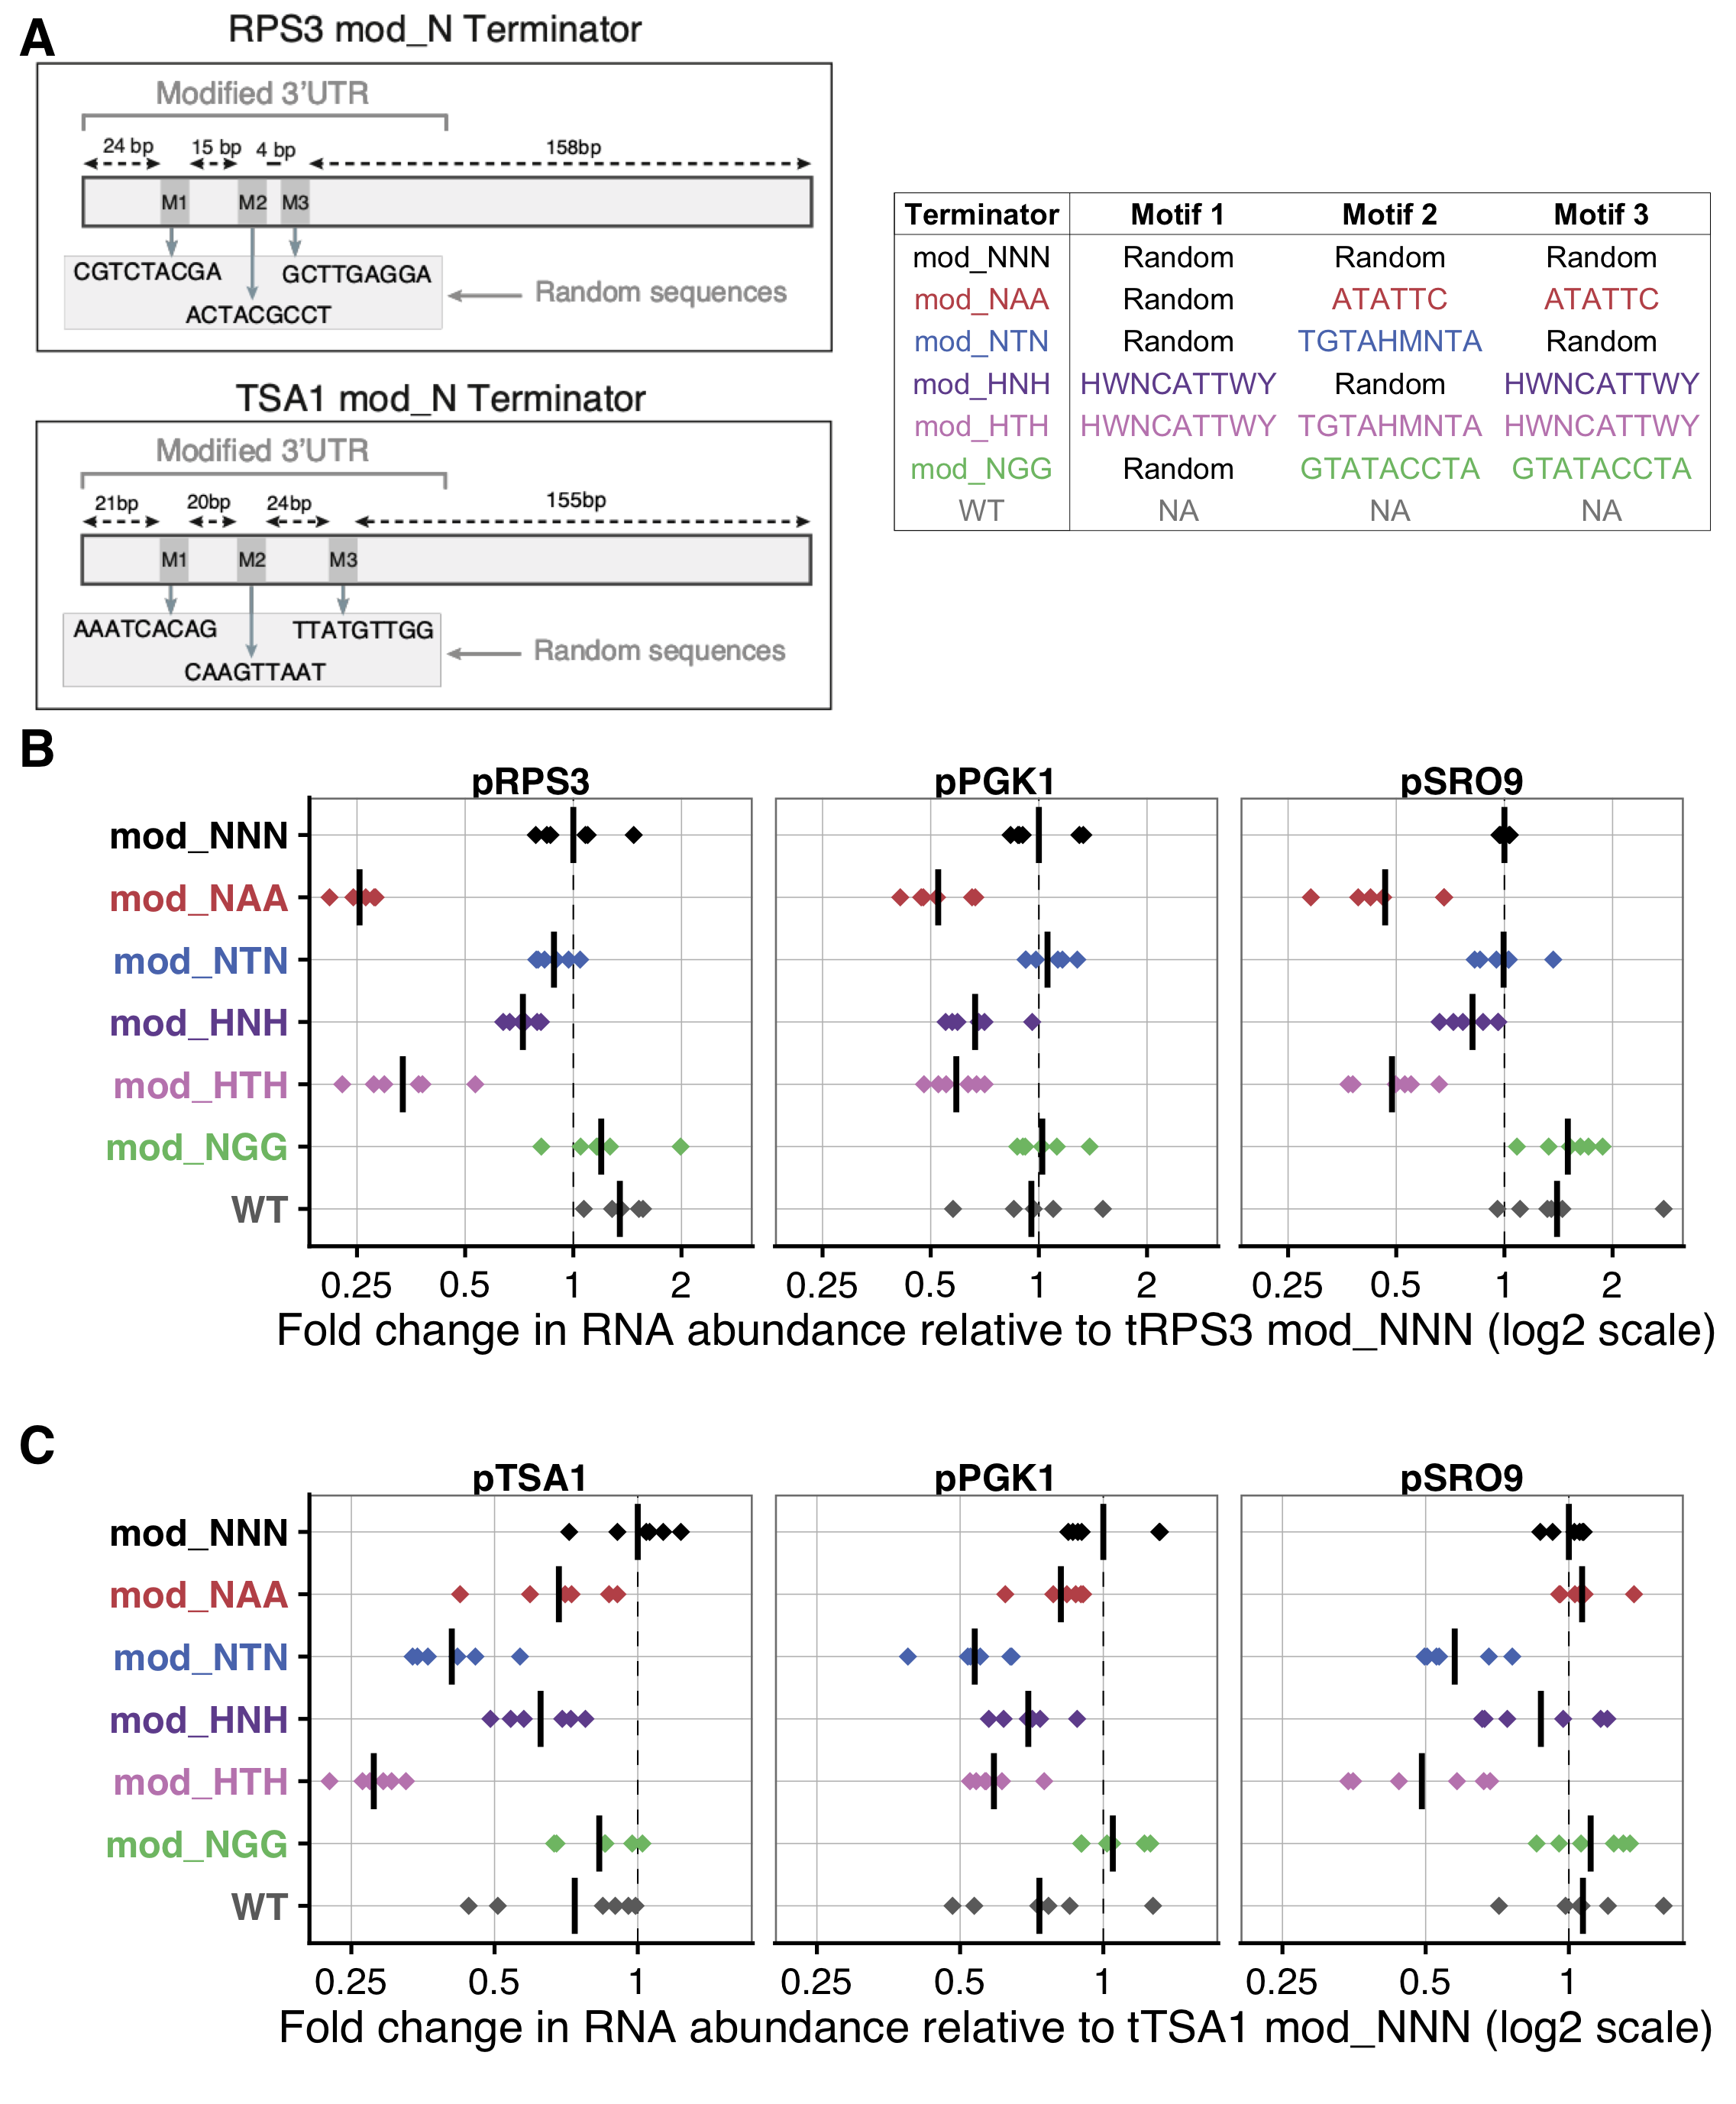 A
RPS3 mod_N Terminator
Modified 3'UTR
24 bp 15 bp 4 bp 158bp
M1 M2 M3
CGTCTACGA GCTTGAGGA
ACTACGCCT
Random sequences
TSA1 mod_N Terminator
Modified 3'UTR
21bp 20bp 24bp 155bp
M1 M2 M3
AAATCACAG TTATGTTGG
CAAGTTAAT
Random sequences
Terminator Motif 1 Motif 2 Motif 3
mod_NNN Random Random Random
mod_NAA Random ATATTC ATATTC
mod_NTN Random TGTAHMNTA Random
mod_HNH HWNCATTWY Random HWNCATTWY
mod_HTH HWNCATTWY TGTAHMNTA HWNCATTWY
mod_NGG Random GTATACCTA GTATACCTA
WT NA NA NA
B
pRPS3 pPGK1 pSRO9
mod_NNN
mod_NAA
mod_NTN
mod_HNH
mod_HTH
mod_NGG
WT
0.25 0.5 1 2 0.25 0.5 1 2 0.25 0.5 1 2
Fold change in RNA abundance relative to tRPS3 mod_NNN (log2 scale)
C
pTSA1 pPGK1 pSRO9
mod_NNN
mod_NAA
mod_NTN
mod_HNH
mod_HTH
mod_NGG
WT
0.25 0.5 1 0.25 0.5 1 0.25 0.5 1
Fold change in RNA abundance relative to tTSA1 mod_NNN (log2 scale)